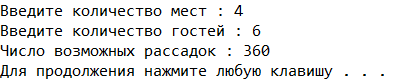 Введите количество мест : 4
Введите количество гостей : 6
Число возможных рассадок : 360
Для продолжения нажмите любую клавишу . . .